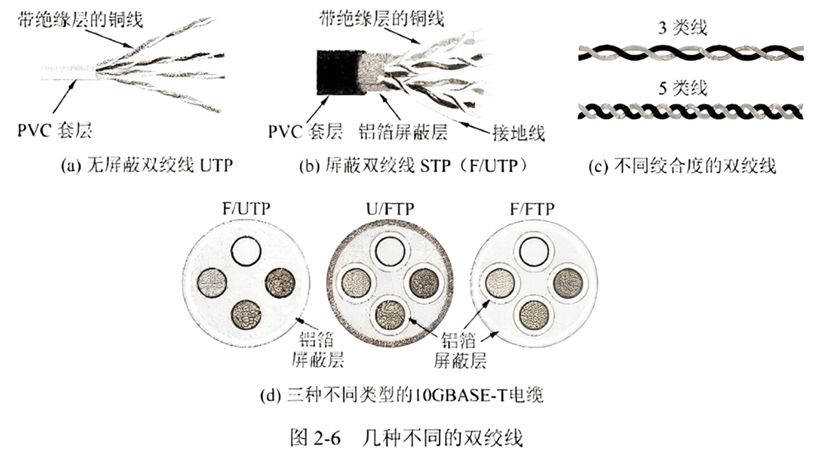 带绝缘层的铜线
PVC 套层
(a) 无屏蔽双绞线 UTP
带绝缘层的铜线
PVC 套层 铝箔屏蔽层 接地线
(b) 屏蔽双绞线 STP（F/UTP）
3 类线
5 类线
(c) 不同绞合度的双绞线
F/UTP
U/FTP
F/FTP
铝箔
屏蔽层
铝箔
屏蔽层
(d) 三种不同类型的10GBASE-T电缆
图 2-6 几种不同的双绞线